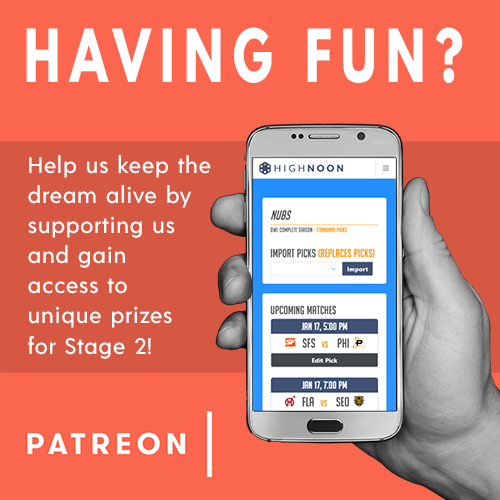 HAVING FUN?
Help us keep the
dream alive by
supporting us
and gain
access to
unique prizes
for Stage 2!
PATREON
HIGHNOON
NUBS
OWL COMPLETE SEASON - STANDARD PICKS
IMPORT PICKS (REPLACES PICKS)
Import
UPCOMING MATCHES
JAN 17, 5:00 PM
SFS VS PHI
Edit Pick
JAN 17, 7:00 PM
FLA VS SEO